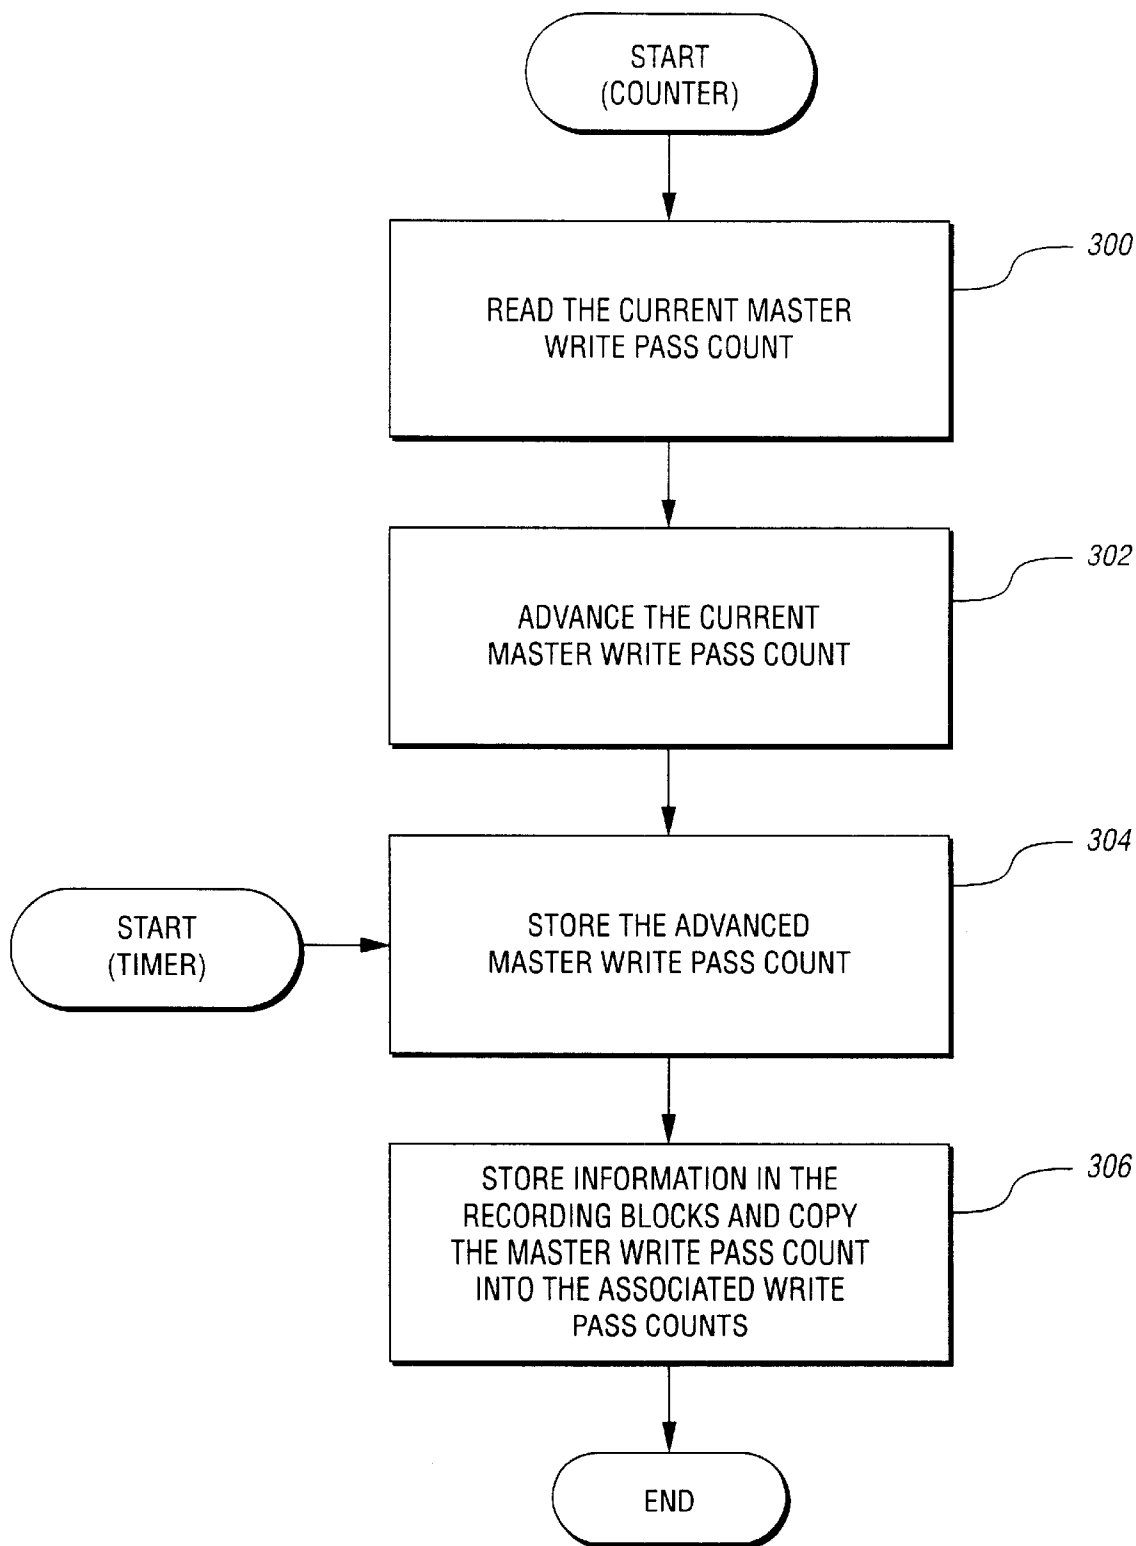 START
(COUNTER)
300
READ THE CURRENT MASTER
WRITE PASS COUNT
302
ADVANCE THE CURRENT
MASTER WRITE PASS COUNT
304
START
(TIMER)
STORE THE ADVANCED
MASTER WRITE PASS COUNT
306
STORE INFORMATION IN THE
RECORDING BLOCKS AND COPY
THE MASTER WRITE PASS COUNT
INTO THE ASSOCIATED WRITE
PASS COUNTS
END